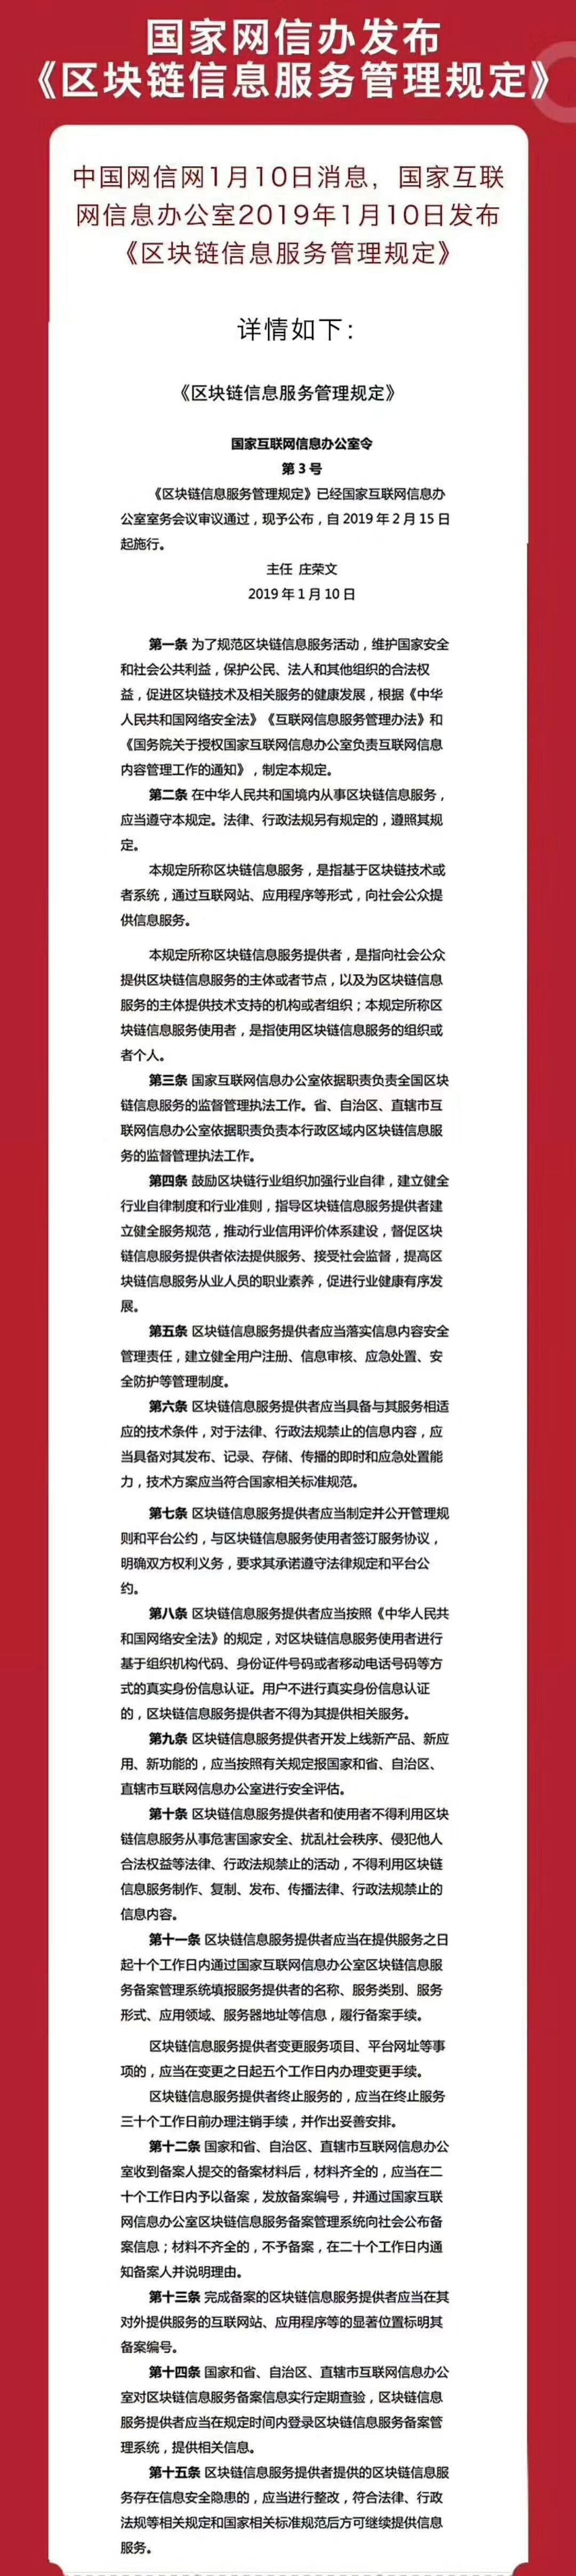 国家网信办发布
《区块链信息服务管理规定》
中国网信网1月10日消息，国家互联
网信息办公室2019年1月10日发布
《区块链信息服务管理规定》
详情如下：
《区块链信息服务管理规定》
国家互联网信息办公室令
第 3 号
《区块链信息服务管理规定》已经国家互联网信息办
公室室务会议审议通过，现予公布，自 2019 年 2 月 15 日
起施行。
主任 庄荣文
2019 年 1 月 10 日
第一条 为了规范区块链信息服务活动，维护国家安全
和社会公共利益，保护公民、法人和其他组织的合法权
益，促进区块链技术及相关服务的健康发展，根据《中华
人民共和国网络安全法》《互联网信息服务管理办法》和
《国务院关于授权国家互联网信息办公室负责互联网信息
内容管理工作的通知》，制定本规定。
第二条 在中华人民共和国境内从事区块链信息服务，
应当遵守本规定。法律、行政法规另有规定的，遵照其规
定。
本规定所称区块链信息服务，是指基于区块链技术或
者系统，通过互联网站、应用程序等形式，向社会公众提
供信息服务。
本规定所称区块链信息服务提供者，是指向社会公众
提供区块链信息服务的主体或者节点，以及为区块链信息
服务的主体提供技术支持的机构或者组织；本规定所称区
块链信息服务使用者，是指使用区块链信息服务的组织或
者个人。
第三条 国家互联网信息办公室依据职责负责全国区块
链信息服务的监督管理执法工作。省、自治区、直辖市互
联网信息办公室依据职责负责本行政区域内区块链信息服
务的监督管理执法工作。
第四条 鼓励区块链行业组织加强行业自律，建立健全
行业自律制度和行业准则，指导区块链信息服务提供者建
立健全服务规范，推动行业信用评价体系建设，督促区块
链信息服务提供者依法提供服务、接受社会监督，提高区
块链信息服务从业人员的职业素养，促进行业健康有序发
展。
第五条 区块链信息服务提供者应当落实信息内容安全
管理责任，建立健全用户注册、信息审核、应急处置、安
全防护等管理制度。
第六条 区块链信息服务提供者应当具备与其服务相适
应的技术条件，对于法律、行政法规禁止的信息内容，应
当具备对其发布、记录、存储、传播的即时和应急处置能
力，技术方案应当符合国家相关标准规范。
第七条 区块链信息服务提供者应当制定并公开管理规
则和平台公约，与区块链信息服务使用者签订服务协议，
明确双方权利义务，要求其承诺遵守法律规定和平台公
约。
第八条 区块链信息服务提供者应当按照《中华人民共
和国网络安全法》的规定，对区块链信息服务使用者进行
基于组织机构代码、身份证件号码或者移动电话号码等方
式的真实身份信息认证。用户不进行真实身份信息认证
的，区块链信息服务提供者不得为其提供相关服务。
第九条 区块链信息服务提供者开发上线新产品、新应
用、新功能的，应当按照有关规定报国家和省、自治区、
直辖市互联网信息办公室进行安全评估。
第十条 区块链信息服务提供者和使用者不得利用区块
链信息服务从事危害国家安全、扰乱社会秩序、侵犯他人
合法权益等法律、行政法规禁止的活动，不得利用区块链
信息服务制作、复制、发布、传播法律、行政法规禁止的
信息内容。
第十一条 区块链信息服务提供者应当在提供服务之日
起十个工作日内通过国家互联网信息办公室区块链信息服
务备案管理系统填报服务提供者的名称、服务类别、服务
形式、应用领域、服务器地址等信息，履行备案手续。
区块链信息服务提供者变更服务项目、平台网址等事
项的，应当在变更之日起五个工作日内办理变更手续。
区块链信息服务提供者终止服务的，应当在终止服务
三十个工作日前办理注销手续，并作出妥善安排。
第十二条 国家和省、自治区、直辖市互联网信息办公
室收到备案人提交的备案材料后，材料齐全的，应当在二
十个工作日内予以备案，发放备案编号，并通过国家互联
网信息办公室区块链信息服务备案管理系统向社会公布备
案信息；材料不齐全的，不予备案，在二十个工作日内通
知备案人并说明理由。
第十三条 完成备案的区块链信息服务提供者应当在其
对外提供服务的互联网站、应用程序等的显著位置标明其
备案编号。
第十四条 国家和省、自治区、直辖市互联网信息办公
室对区块链信息服务备案信息实行定期查验，区块链信息
服务提供者应当在规定时间内登录区块链信息服务备案管
理系统，提供相关信息。
第十五条 区块链信息服务提供者提供的区块链信息服
务存在信息安全隐患的，应当进行整改，符合法律、行政
法规等相关规定和国家相关标准规范后方可继续提供信息
服务。